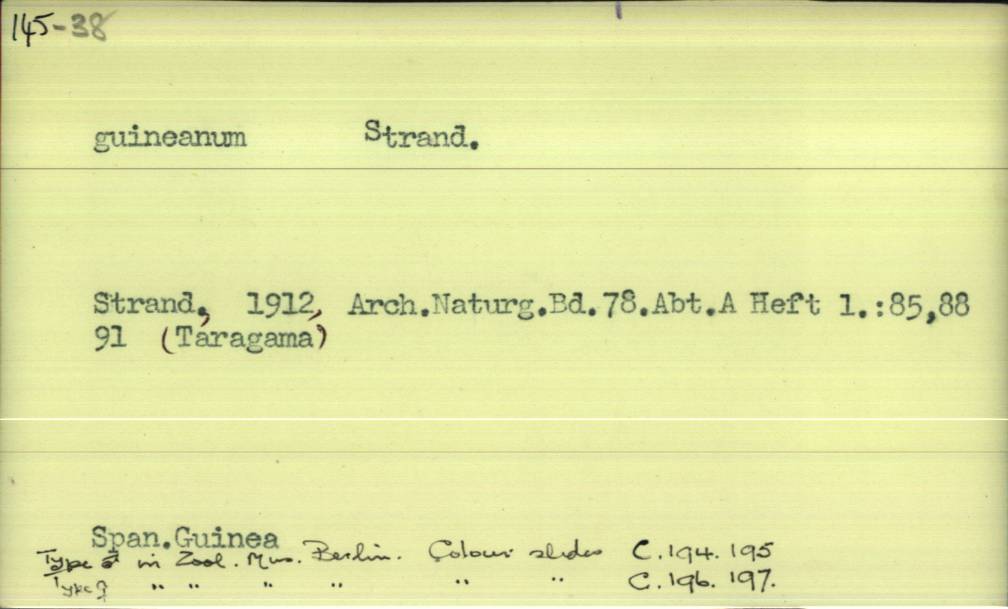 145-38
guineanum Strand.
Strand, 1912, Arch.Naturg.Bd.78.Abt.A Heft 1.:85,88
91 (Taragama)
Span.Guinea
Type ♂ in Zool. Mus. Berlin. Colour slides C.194. 195
Type ♀ " " " " " " C.196. 197.